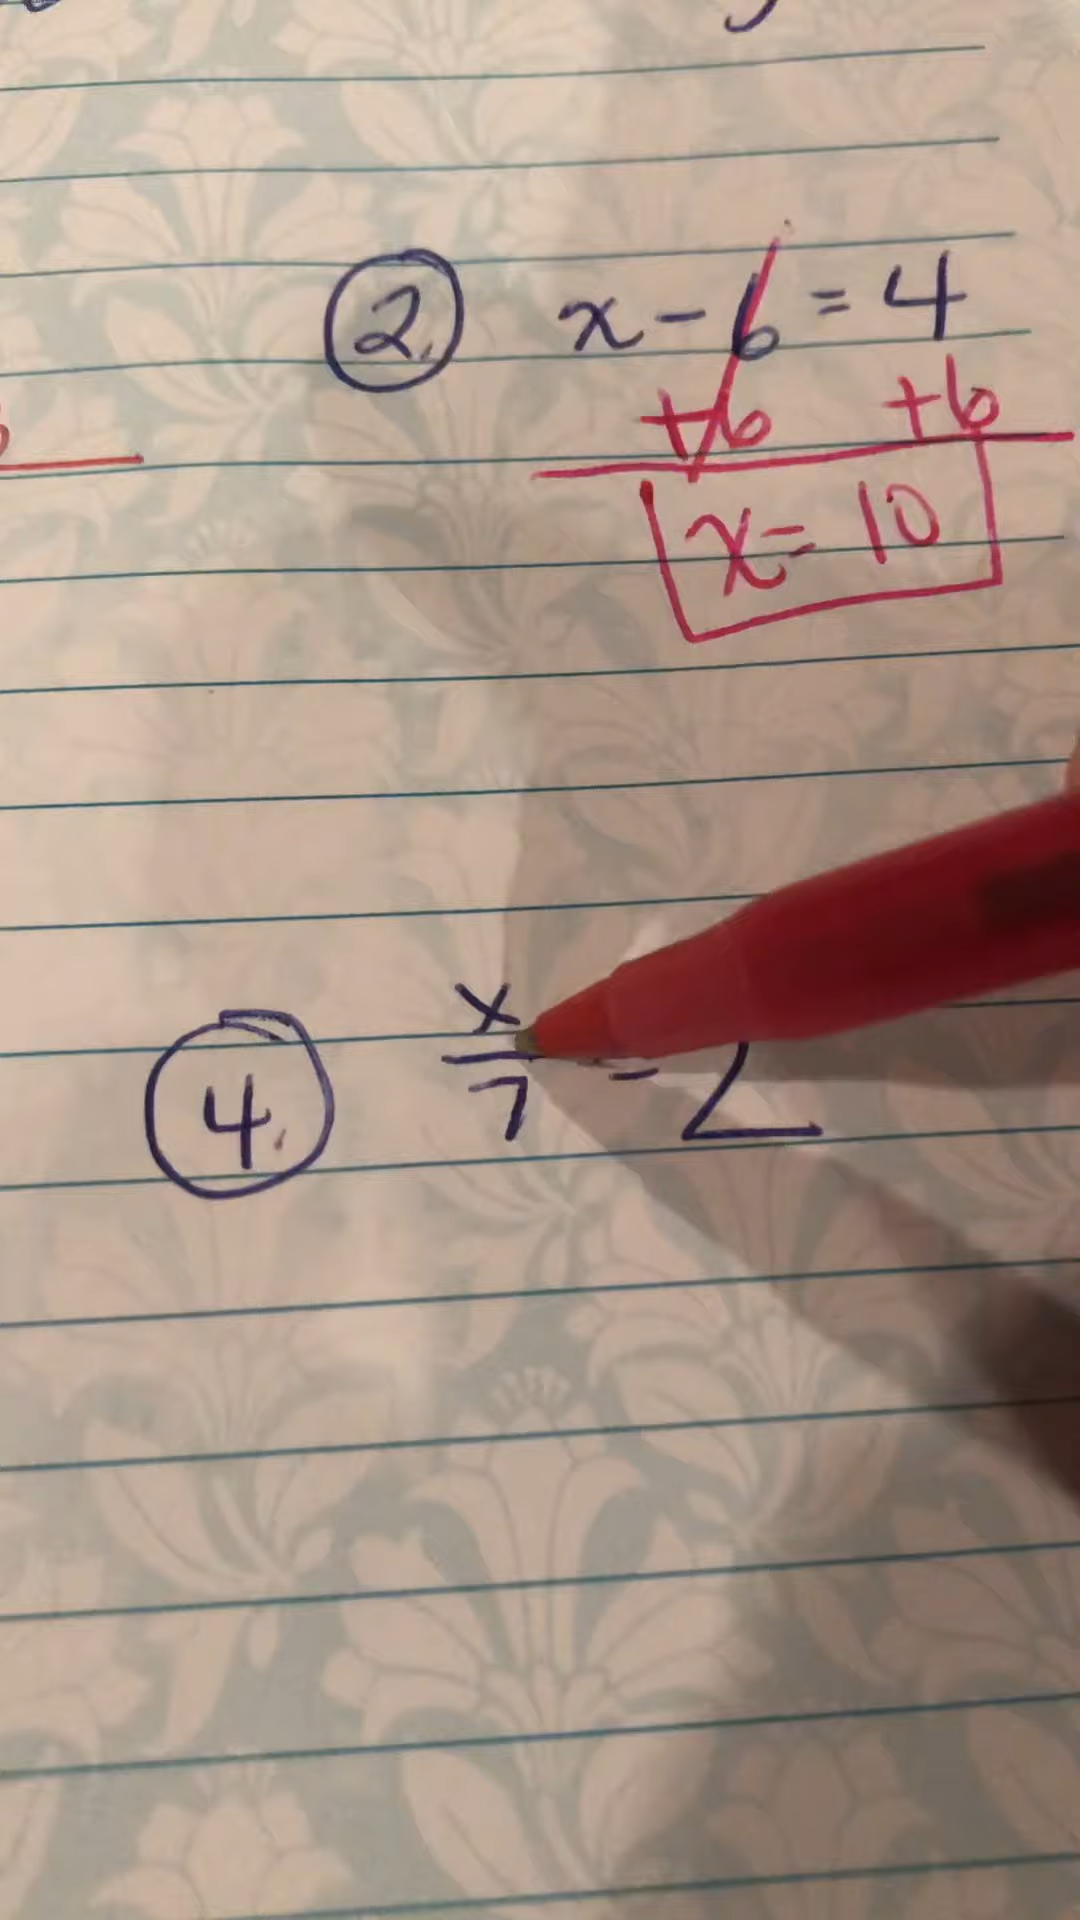 2. x - 6 = 4
+6 +6
x = 10
4. x/7 = 2